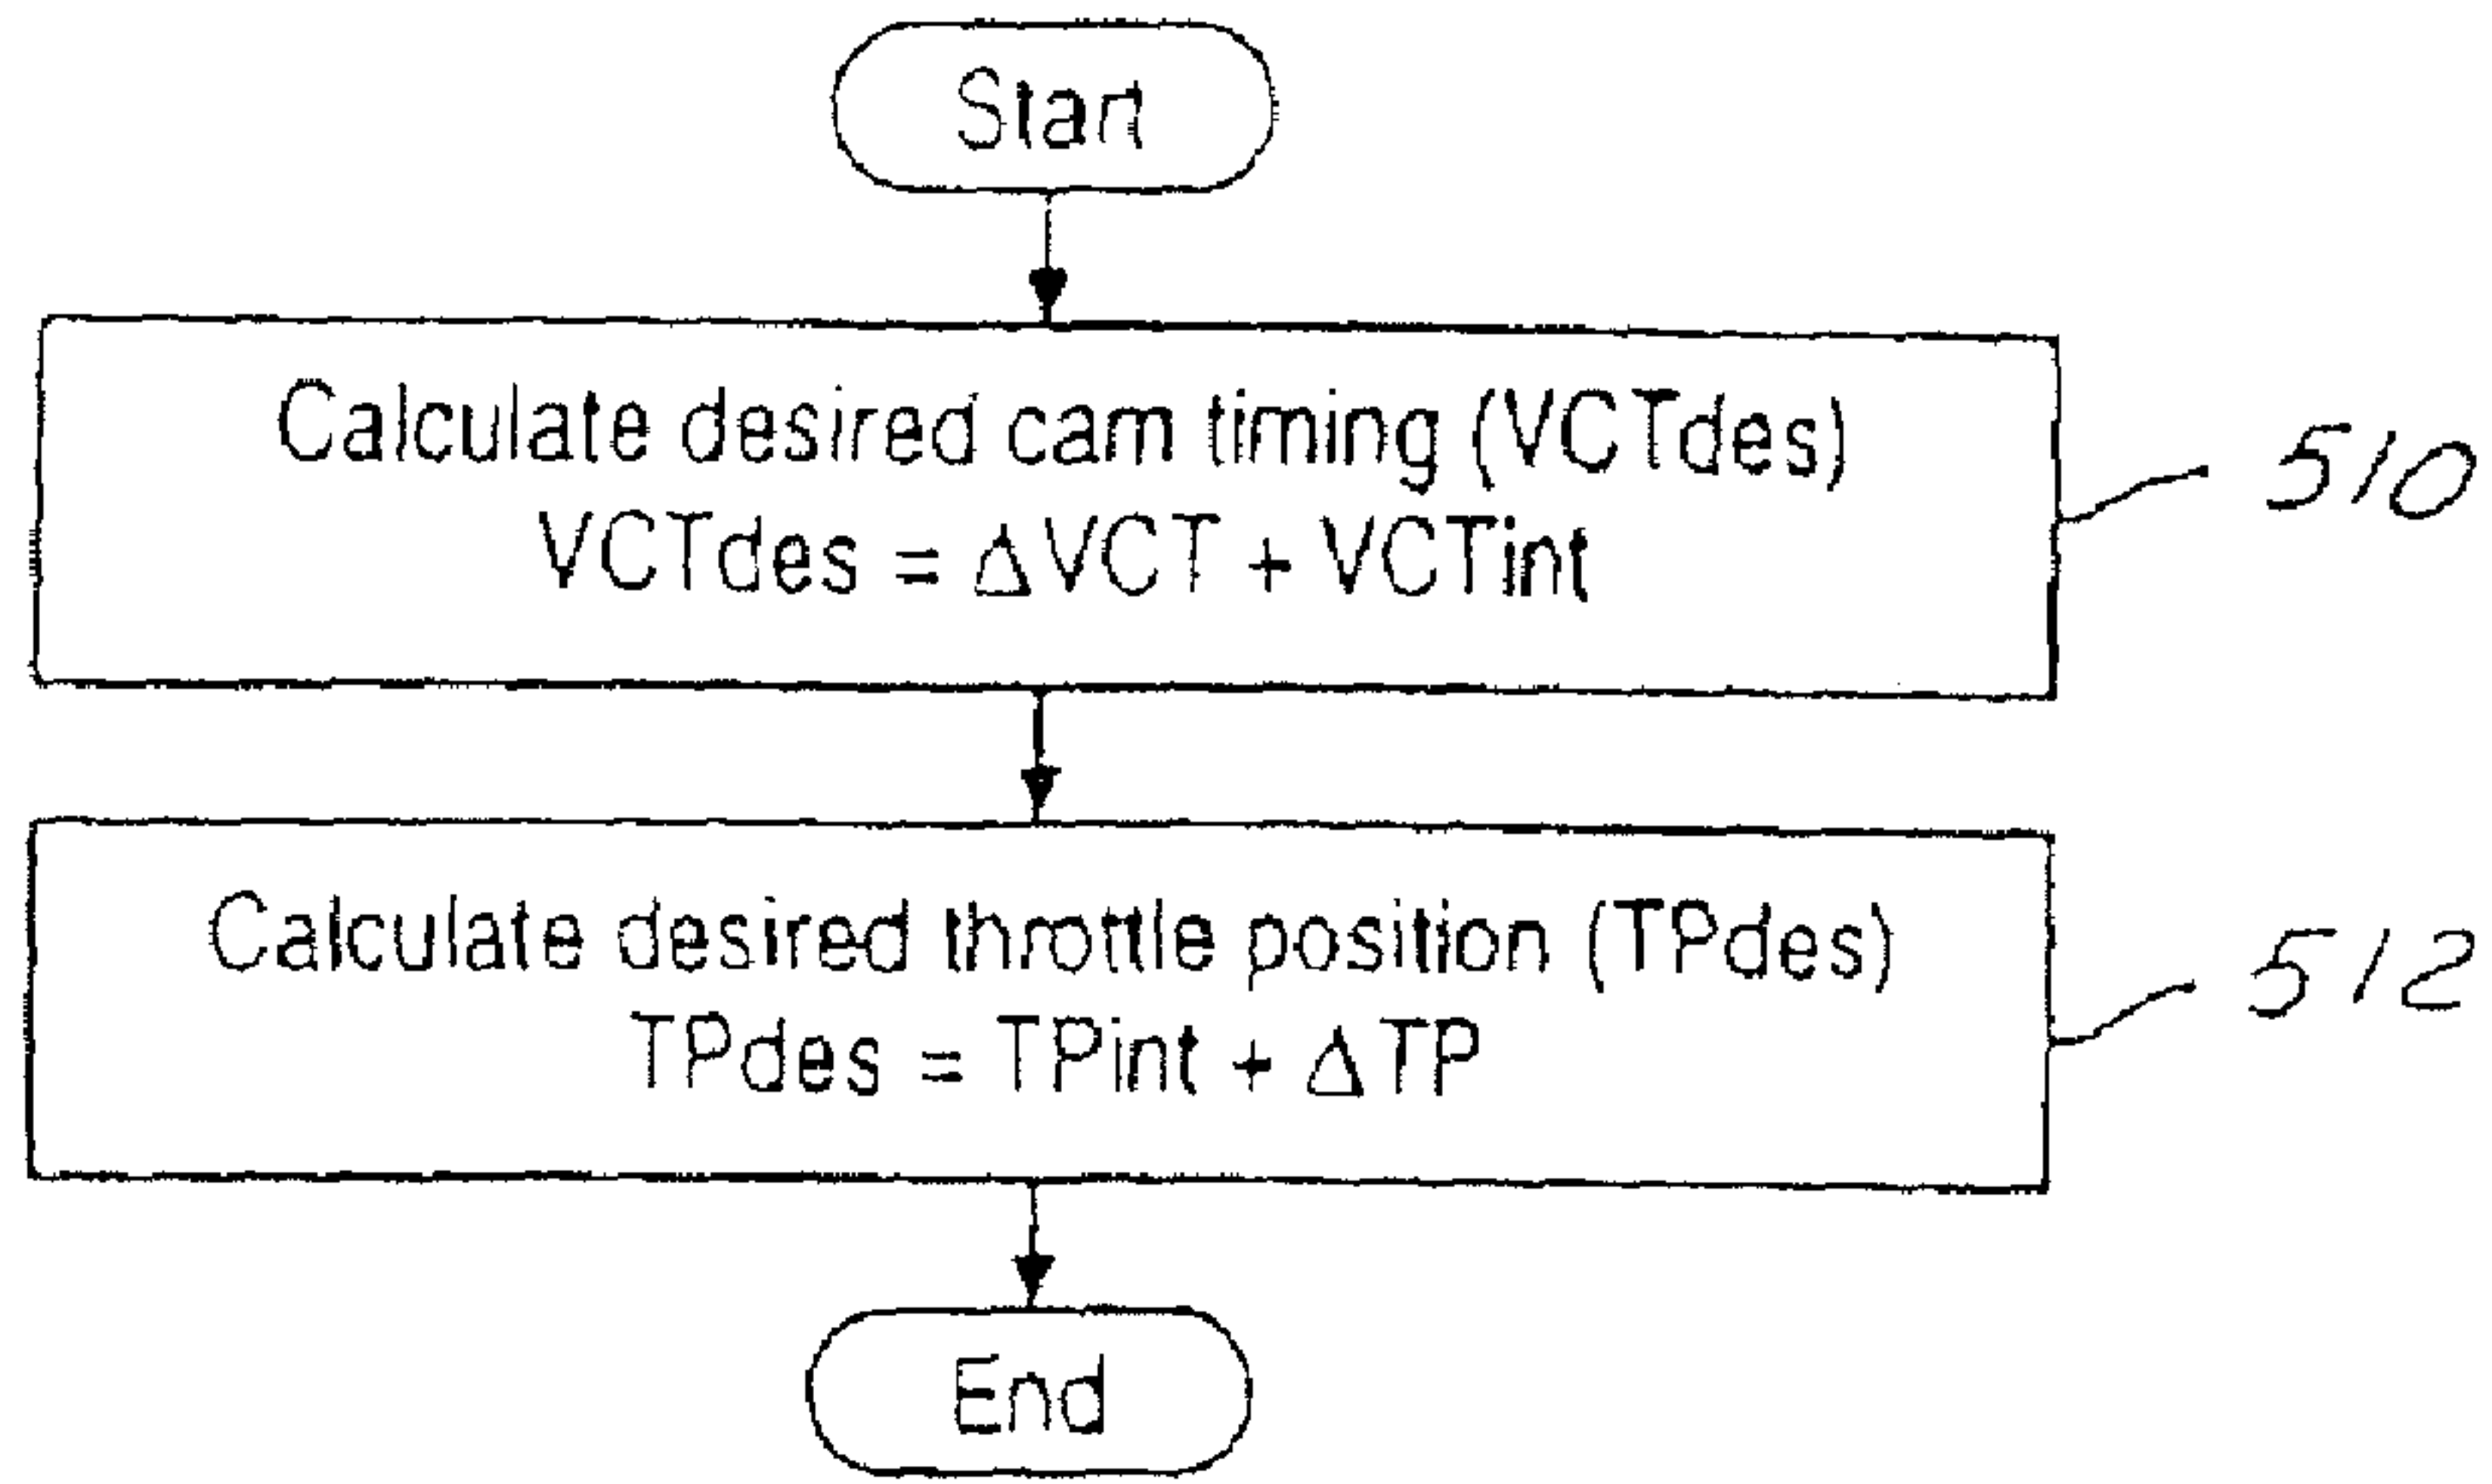 Start
Calculate desired cam timing (VCTdes)
VCTdes = ΔVCT + VCTint
510
Calculate desired throttle position (TPdes)
TPdes = TPint + ΔTP
512
End